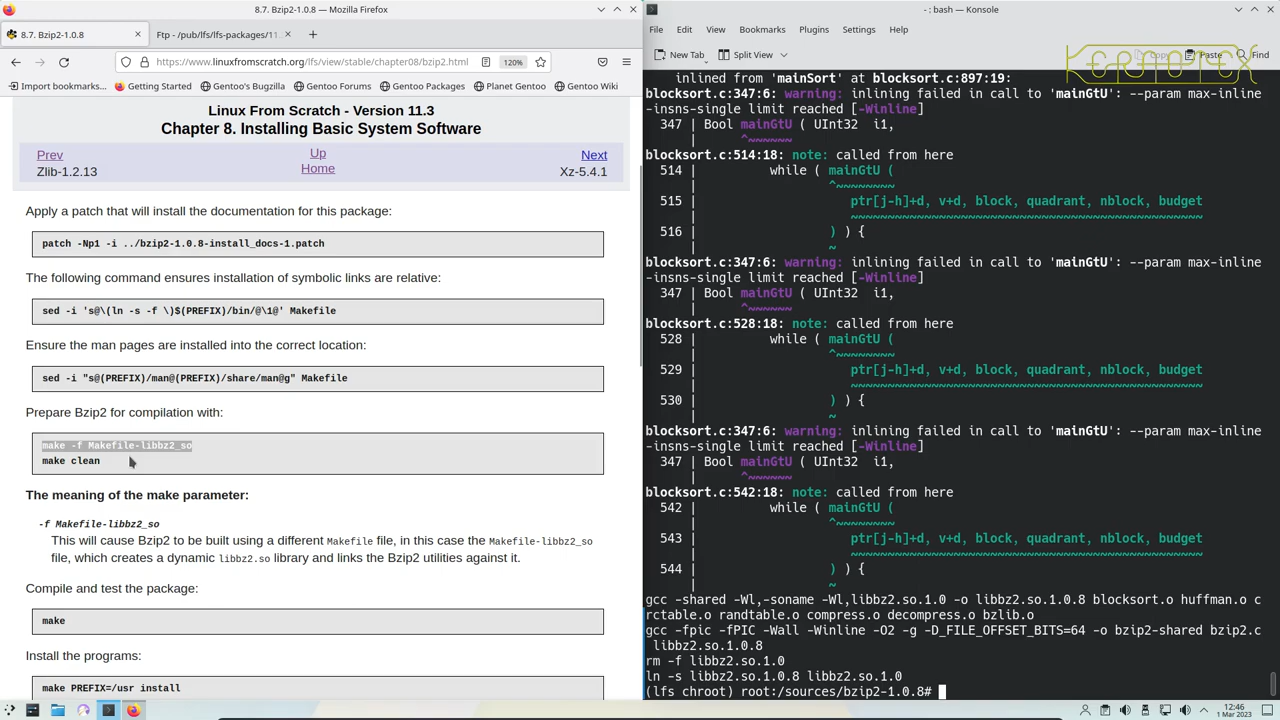 8.7. Bzip2-1.0.8 — Mozilla Firefox
8.7. Bzip2-1.0.8
Ftp - /pub/lfs/lfs-packages/11.
https://www.linuxfromscratch.org/lfs/view/stable/chapter08/bzip2.html
120%
Import bookmarks...
Getting Started
Gentoo's Bugzilla
Gentoo Forums
Gentoo Packages
Planet Gentoo
Gentoo Wiki
Linux From Scratch - Version 11.3
Chapter 8. Installing Basic System Software
Prev
Up
Next
Zlib-1.2.13
Home
Xz-5.4.1
Apply a patch that will install the documentation for this package:
patch -Np1 -i ../bzip2-1.0.8-install_docs-1.patch
The following command ensures installation of symbolic links are relative:
sed -i 's@\(ln -s -f \)$(PREFIX)/bin/@\1@' Makefile
Ensure the man pages are installed into the correct location:
sed -i "s@(PREFIX)/man@(PREFIX)/share/man@g" Makefile
Prepare Bzip2 for compilation with:
make -f Makefile-libbz2_so
make clean
The meaning of the make parameter:
-f Makefile-libbz2_so
This will cause Bzip2 to be built using a different Makefile file, in this case the Makefile-libbz2_so
file, which creates a dynamic libbz2.so library and links the Bzip2 utilities against it.
Compile and test the package:
make
Install the programs:
make PREFIX=/usr install
- : bash — Konsole
File Edit View Bookmarks Plugins Settings Help
New Tab
Split View
Copy
Paste
Find
KERNOTEX
inlined from 'mainSort' at blocksort.c:897:19:
blocksort.c:347:6: warning: inlining failed in call to 'mainGtU': --param max-inline
-insns-single limit reached [-Winline]
347 | Bool mainGtU ( UInt32  i1,
| ^~~~~~~
blocksort.c:514:18: note: called from here
514 | while ( mainGtU (
| ^~~~~~~~~
515 | ptr[j-h]+d, v+d, block, quadrant, nblock, budget
| ~~~~~~~~~~~~~~~~~~~~~~~~~~~~~~~~~~~~~~~~~~~~~~~~
516 | ) ) {
| ~
blocksort.c:347:6: warning: inlining failed in call to 'mainGtU': --param max-inline
-insns-single limit reached [-Winline]
347 | Bool mainGtU ( UInt32  i1,
| ^~~~~~~
blocksort.c:528:18: note: called from here
528 | while ( mainGtU (
| ^~~~~~~~~
529 | ptr[j-h]+d, v+d, block, quadrant, nblock, budget
| ~~~~~~~~~~~~~~~~~~~~~~~~~~~~~~~~~~~~~~~~~~~~~~~~
530 | ) ) {
| ~
blocksort.c:347:6: warning: inlining failed in call to 'mainGtU': --param max-inline
-insns-single limit reached [-Winline]
347 | Bool mainGtU ( UInt32  i1,
| ^~~~~~~
blocksort.c:542:18: note: called from here
542 | while ( mainGtU (
| ^~~~~~~~~
543 | ptr[j-h]+d, v+d, block, quadrant, nblock, budget
| ~~~~~~~~~~~~~~~~~~~~~~~~~~~~~~~~~~~~~~~~~~~~~~~~
544 | ) ) {
| ~
gcc -shared -Wl,-soname -Wl,libbz2.so.1.0 -o libbz2.so.1.0.8 blocksort.o huffman.o c
rctable.o randtable.o compress.o decompress.o bzlib.o
gcc -fpic -fPIC -Wall -Winline -O2 -g -D_FILE_OFFSET_BITS=64 -o bzip2-shared bzip2.c
libbz2.so.1.0.8
rm -f libbz2.so.1.0
ln -s libbz2.so.1.0.8 libbz2.so.1.0
(lfs chroot) root:/sources/bzip2-1.0.8#
12:46
1 Mar 2023